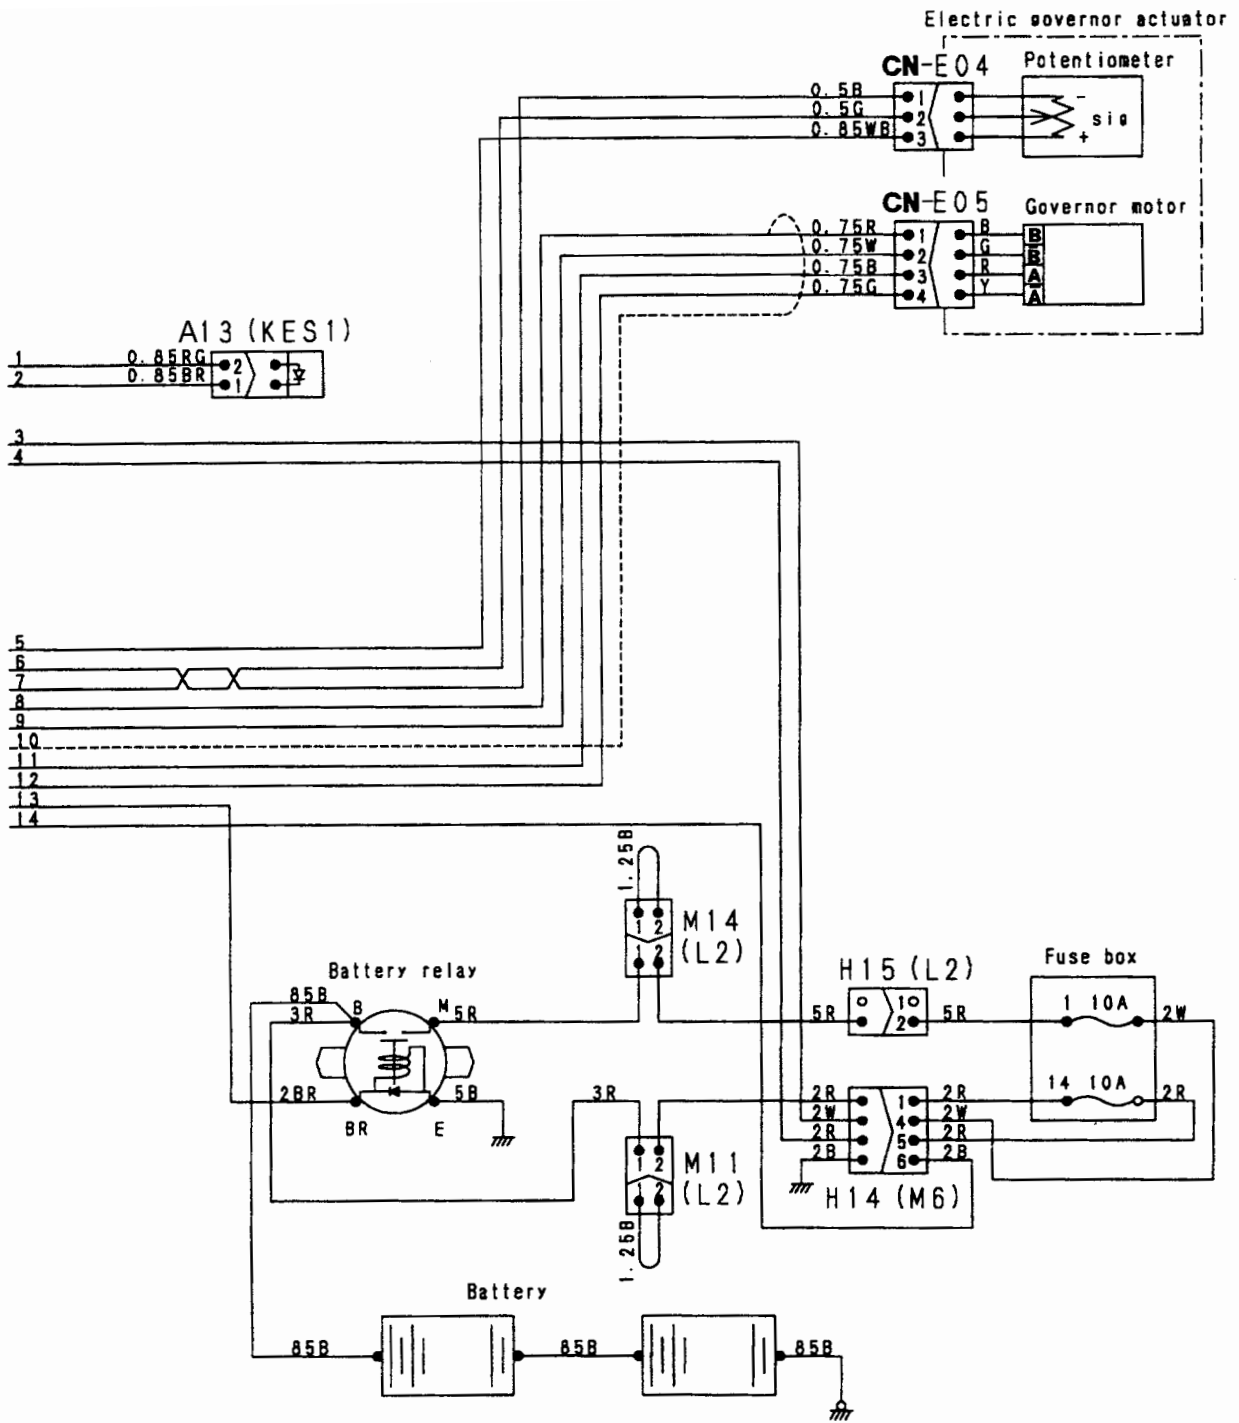 Electric governor actuator
CN-E04
Potentiometer
0.5B
0.5G
0.85WB
1
2
3
-
sig
+
CN-E05
Governor motor
0.75R
0.75W
0.75B
0.75G
1
2
3
4
B
G
R
Y
B
B
A
A
A13 (KES1)
1
2
0.85RG
0.85BR
2
1
3
4
5
6
7
8
9
10
11
12
13
14
1.25B
1 2
1 2
M14
(L2)
Battery relay
85B
3R
B
M
5R
2BR
5B
BR
E
3R
H15 (L2)
5R
1
2
5R
Fuse box
1 10A
2W
14 10A
2R
2R
2W
2R
2B
1
4
5
6
2R
2W
2R
2B
H14 (M6)
1 2
1 2
M11
(L2)
1.25B
Battery
85B
85B
85B